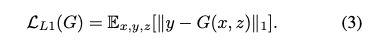 ℒ_{L1}(G) = 𝔼_{x,y,z}[‖y − G(x, z)‖₁]. (3)